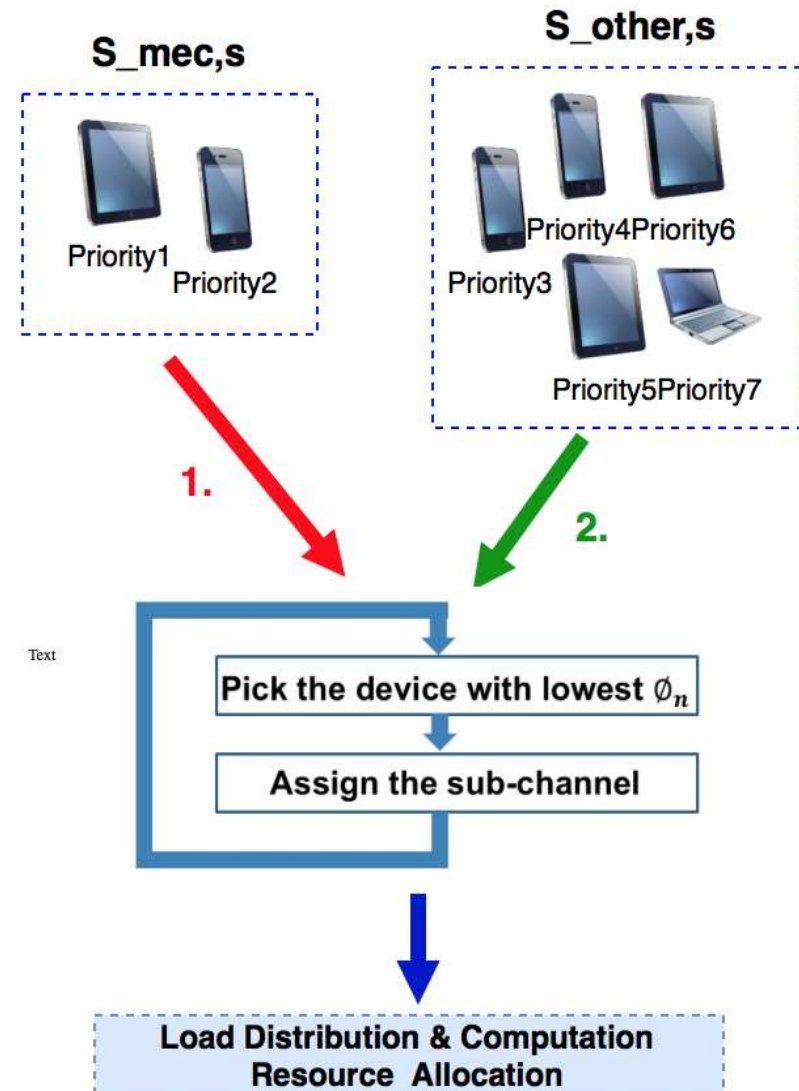 S_mec,s
S_other,s
Priority1
Priority2
Priority4Priority6
Priority3
Priority5Priority7
1.
2.
Text
Pick the device with lowest ∅ₙ
Assign the sub-channel
Load Distribution & Computation
Resource Allocation